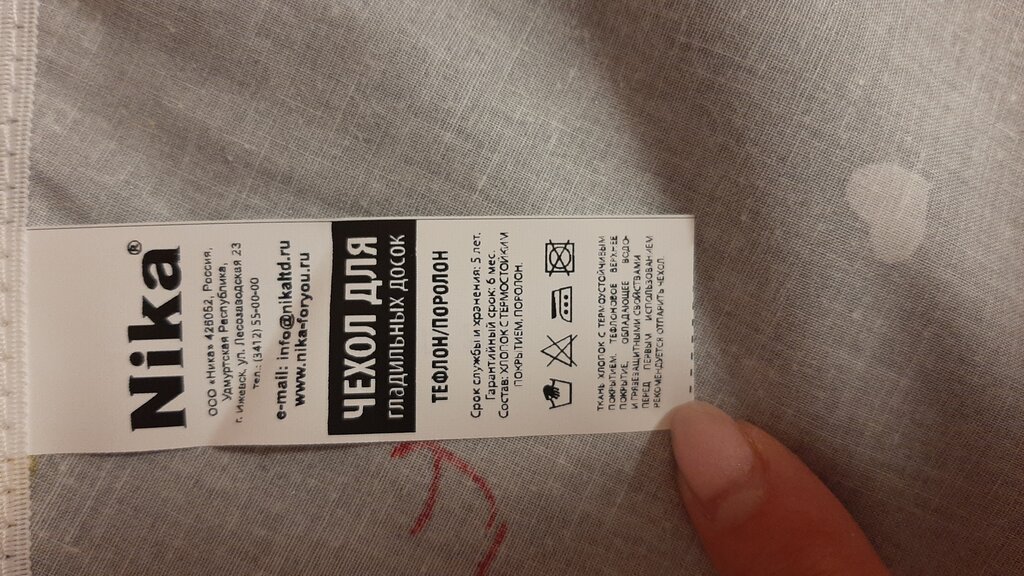 Nika®
ООО «Ника» 426052, Россия,
Удмуртская Республика,
г. Ижевск, ул. Лесозаводская 23
тел.: (3412) 55-00-00
e-mail: info@nikaltd.ru
www.nika-foryou.ru
ЧЕХОЛ ДЛЯ
ГЛАДИЛЬНЫХ ДОСОК
ТЕФЛОН/ПОРОЛОН
Срок службы и хранения: 5 лет.
Гарантийный срок: 6 мес.
Состав: ХЛОПОК С ТЕРМОСТОЙКИМ
ПОКРЫТИЕМ, ПОРОЛОН.
ТКАНЬ ХЛОПОК С ТЕРМОУСТОЙЧИВЫМ
ПОКРЫТИЕМ. ТЕФЛОНОВОЕ ВЕРХНЕЕ
ПОКРЫТИЕ, ОБЛАДАЮЩЕЕ ВОДО-
И ГРЯЗЕЗАЩИТНЫМИ СВОЙСТВАМИ
ПЕРЕД ПЕРВЫМ ИСПОЛЬЗОВАНИЕМ
РЕКОМЕНДУЕТСЯ ОТПАРИТЬ ЧЕХОЛ.